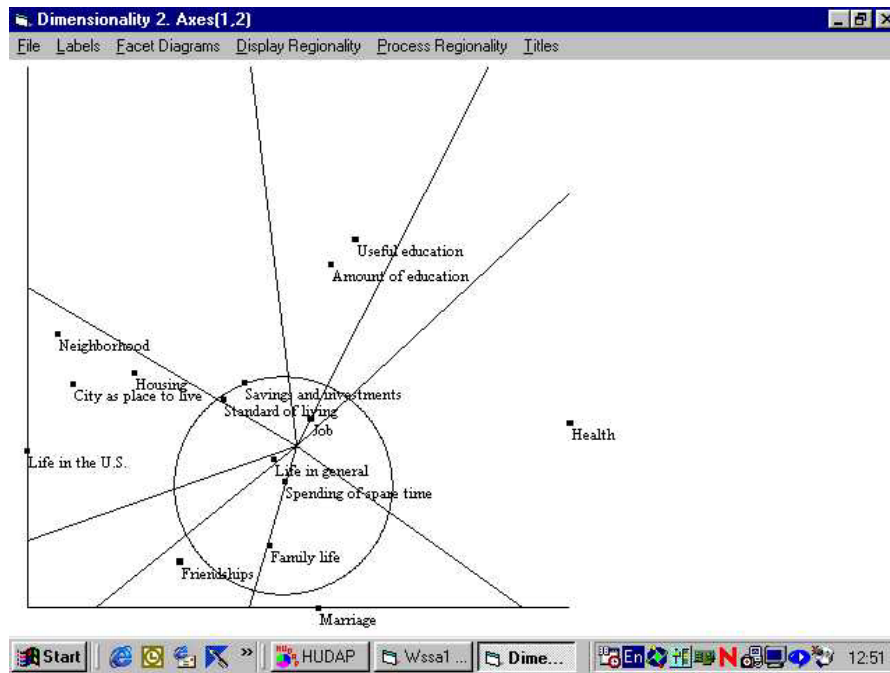 Dimensionality 2. Axes(1,2)
File Labels Facet Diagrams Display Regionality Process Regionality Titles
Useful education
Amount of education
Neighborhood
Housing
City as place to live
Savings and investments
Standard of living
Job
Health
Life in the U.S.
Life in general
Spending of spare time
Family life
Friendships
Marriage
Start » HUDAP Wssa1 ... Dime... En N 12:51